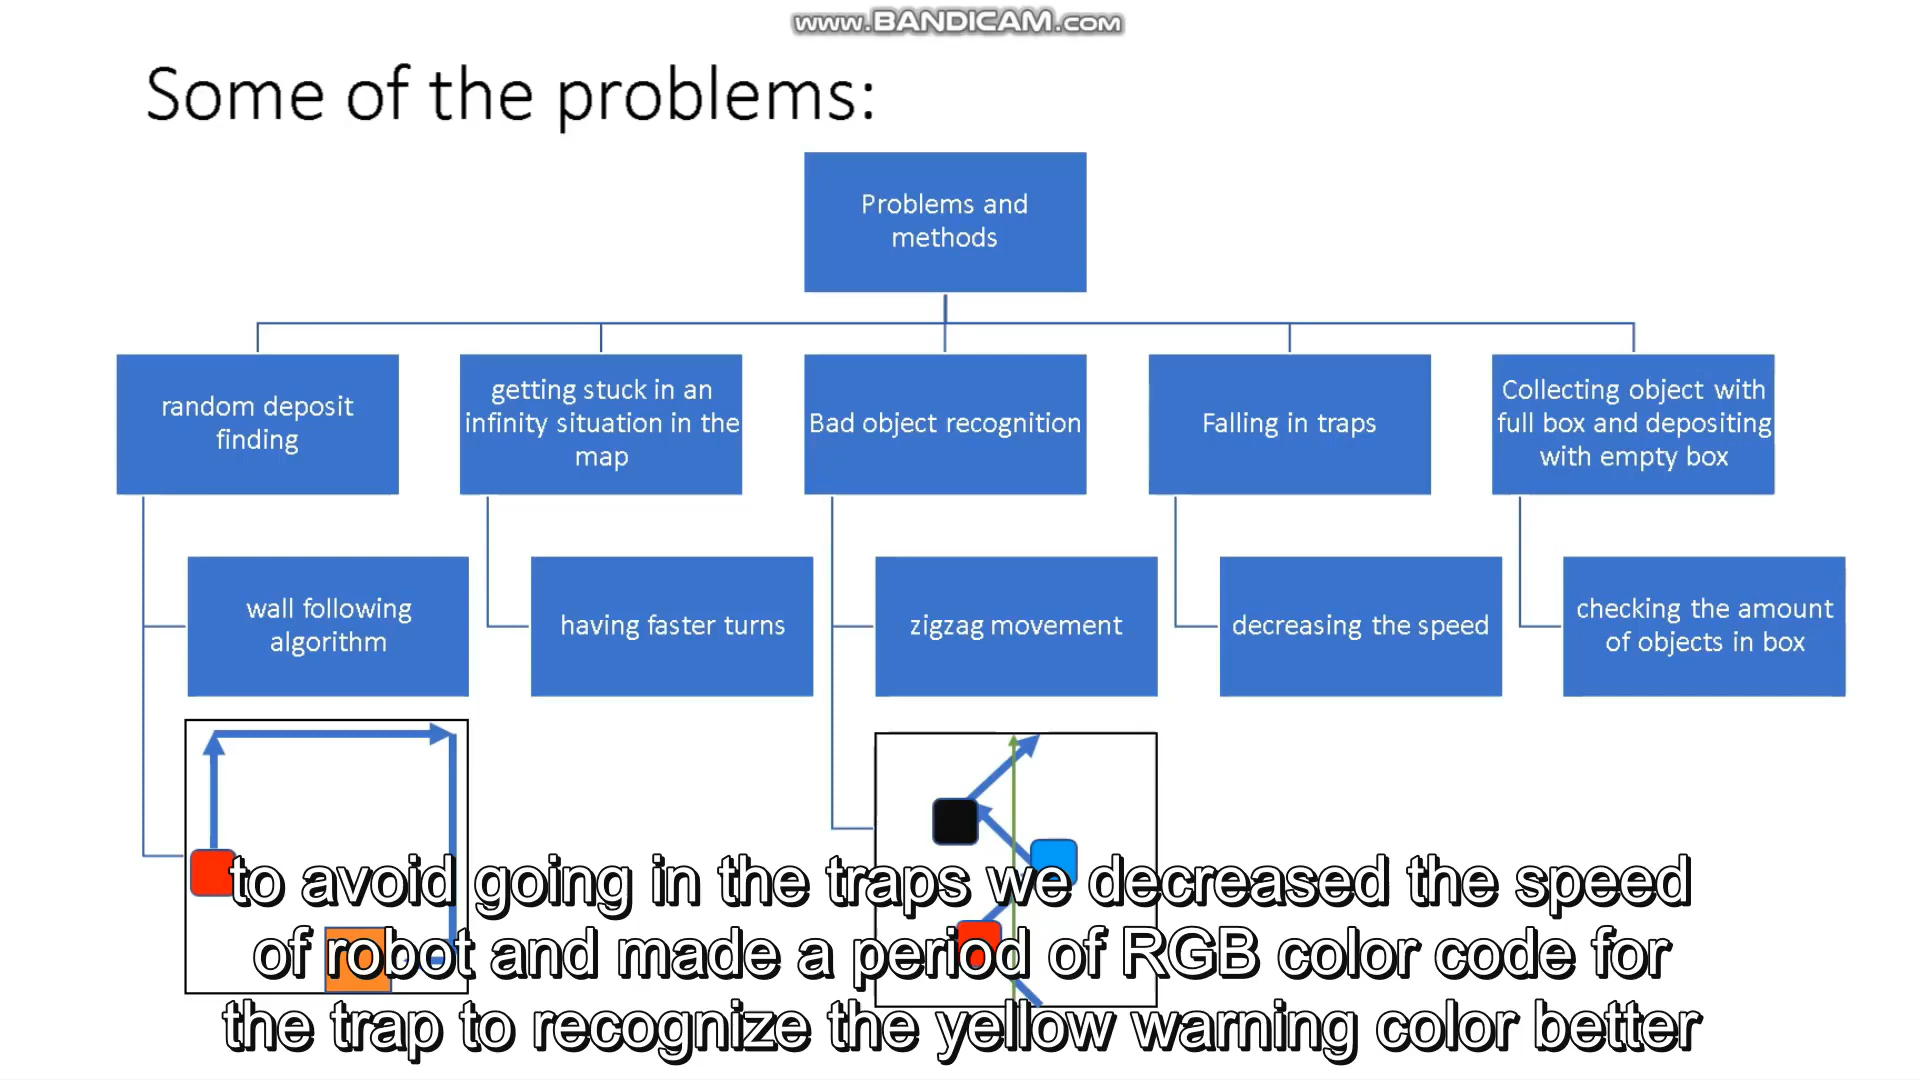 www.BANDICAM.com
Some of the problems:
Problems and
methods
random deposit
finding
getting stuck in an
infinity situation in the
map
Bad object recognition
Falling in traps
Collecting object with
full box and depositing
with empty box
wall following
algorithm
having faster turns
zigzag movement
decreasing the speed
checking the amount
of objects in box
to avoid going in the traps we decreased the speed
of robot and made a period of RGB color code for
the trap to recognize the yellow warning color better